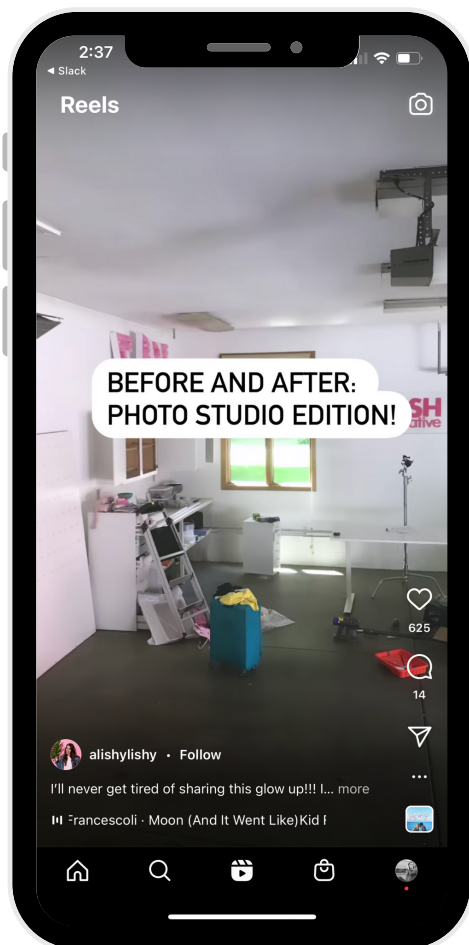 2:37
◀ Slack
Reels
BEFORE AND AFTER:
PHOTO STUDIO EDITION!
SH
ative
625
14
alishylishy • Follow
I'll never get tired of sharing this glow up!!! I... more
Francescoli · Moon (And It Went Like)Kid F